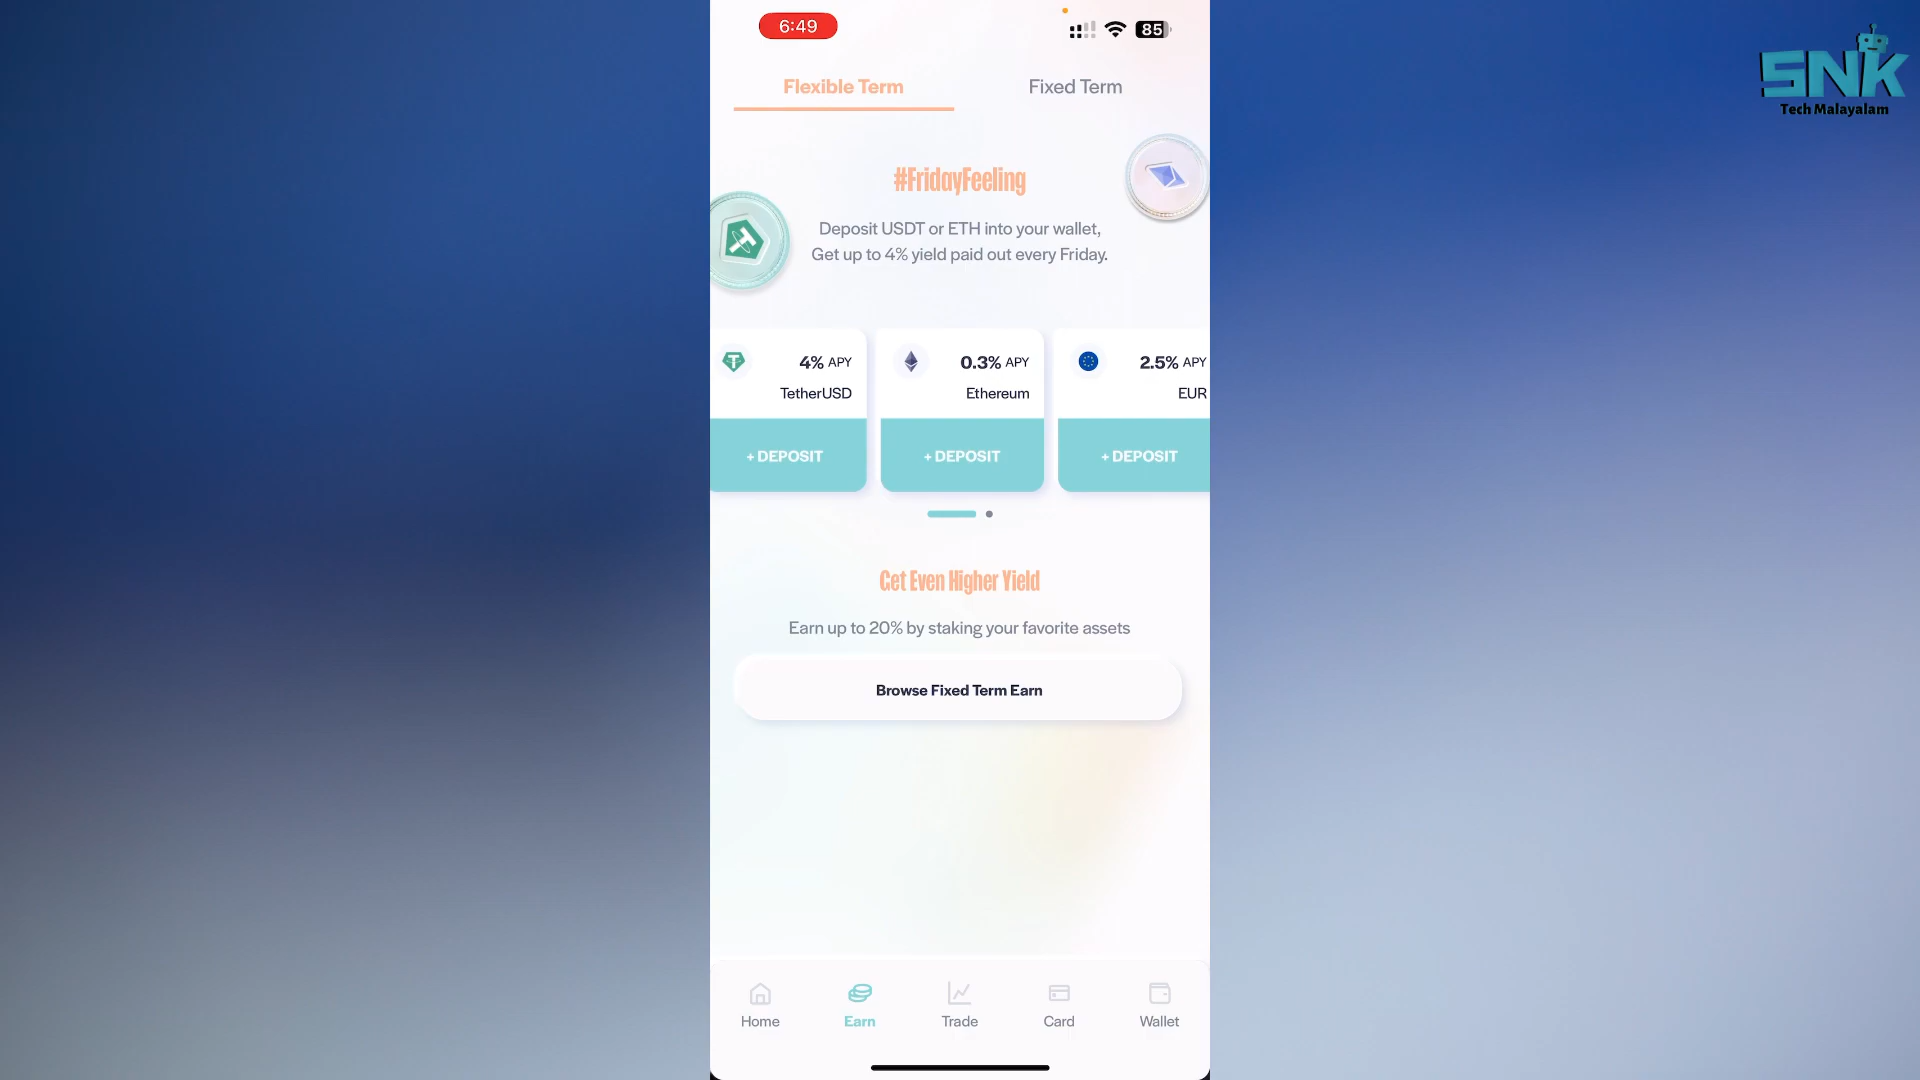 6:49
85
SNK
Tech Malayalam
Flexible Term
Fixed Term
#FridayFeeling
Deposit USDT or ETH into your wallet,
Get up to 4% yield paid out every Friday.
4% APY
TetherUSD
+ DEPOSIT
0.3% APY
Ethereum
+ DEPOSIT
2.5% APY
EUR
+ DEPOSIT
Get Even Higher Yield
Earn up to 20% by staking your favorite assets
Browse Fixed Term Earn
Home
Earn
Trade
Card
Wallet